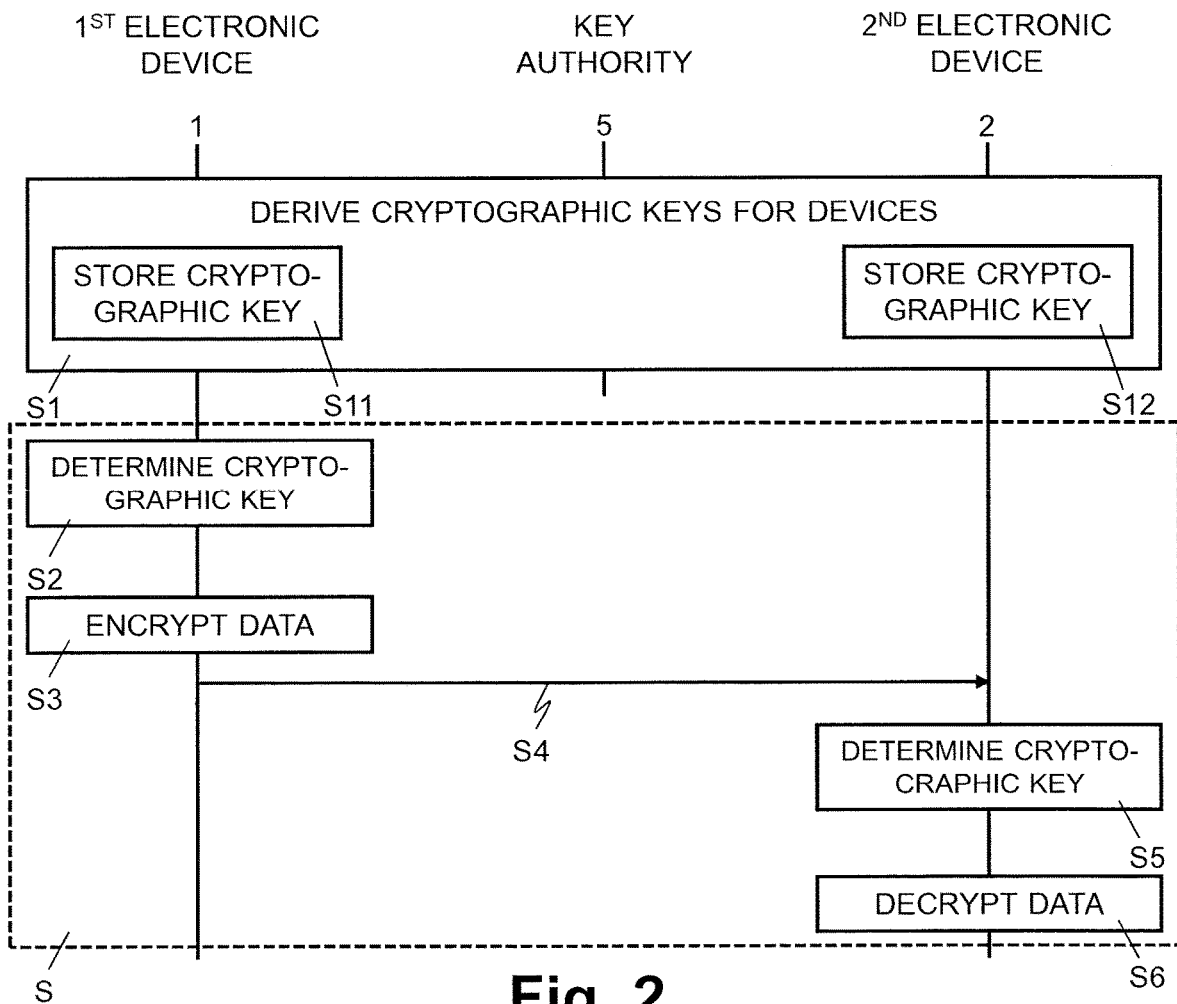 1ST ELECTRONIC
DEVICE
KEY
AUTHORITY
2ND ELECTRONIC
DEVICE
1
5
2
DERIVE CRYPTOGRAPHIC KEYS FOR DEVICES
STORE CRYPTO-
GRAPHIC KEY
STORE CRYPTO-
GRAPHIC KEY
S1
S11
S12
DETERMINE CRYPTO-
GRAPHIC KEY
S2
ENCRYPT DATA
S3
S4
DETERMINE CRYPTO-
CRAPHIC KEY
S5
DECRYPT DATA
S6
S
Fig. 2